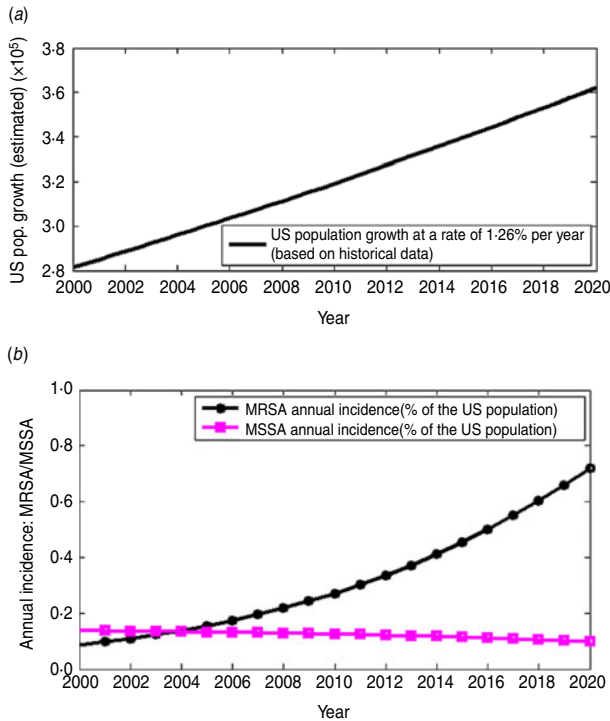 (a)
US pop. growth (estimated) (×10⁵)
3·8
3·6
3·4
3·2
3·0
2·8
US population growth at a rate of 1·26% per year
(based on historical data)
2000 2002 2004 2006 2008 2010 2012 2014 2016 2018 2020
Year
(b)
Annual incidence: MRSA/MSSA
1·0
0·8
0·6
0·4
0·2
0·0
MRSA annual incidence(% of the US population)
MSSA annual incidence(% of the US population)
2000 2002 2004 2006 2008 2010 2012 2014 2016 2018 2020
Year